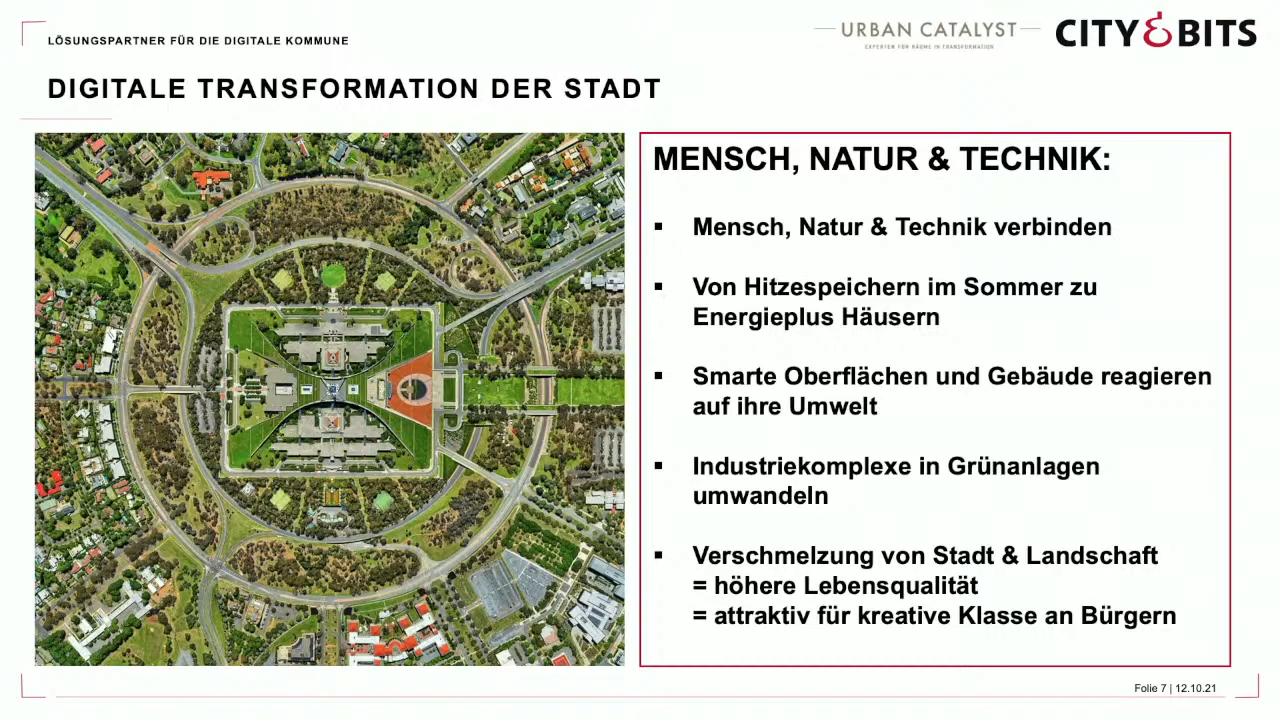 LÖSUNGSPARTNER FÜR DIE DIGITALE KOMMUNE
URBAN CATALYST
EXPERTEN FÜR RÄUME IN TRANSFORMATION
CITY & BITS
DIGITALE TRANSFORMATION DER STADT
MENSCH, NATUR & TECHNIK:
▪ Mensch, Natur & Technik verbinden
▪ Von Hitzespeichern im Sommer zu
Energieplus Häusern
▪ Smarte Oberflächen und Gebäude reagieren
auf ihre Umwelt
▪ Industriekomplexe in Grünanlagen
umwandeln
▪ Verschmelzung von Stadt & Landschaft
= höhere Lebensqualität
= attraktiv für kreative Klasse an Bürgern
Folie 7 | 12.10.21